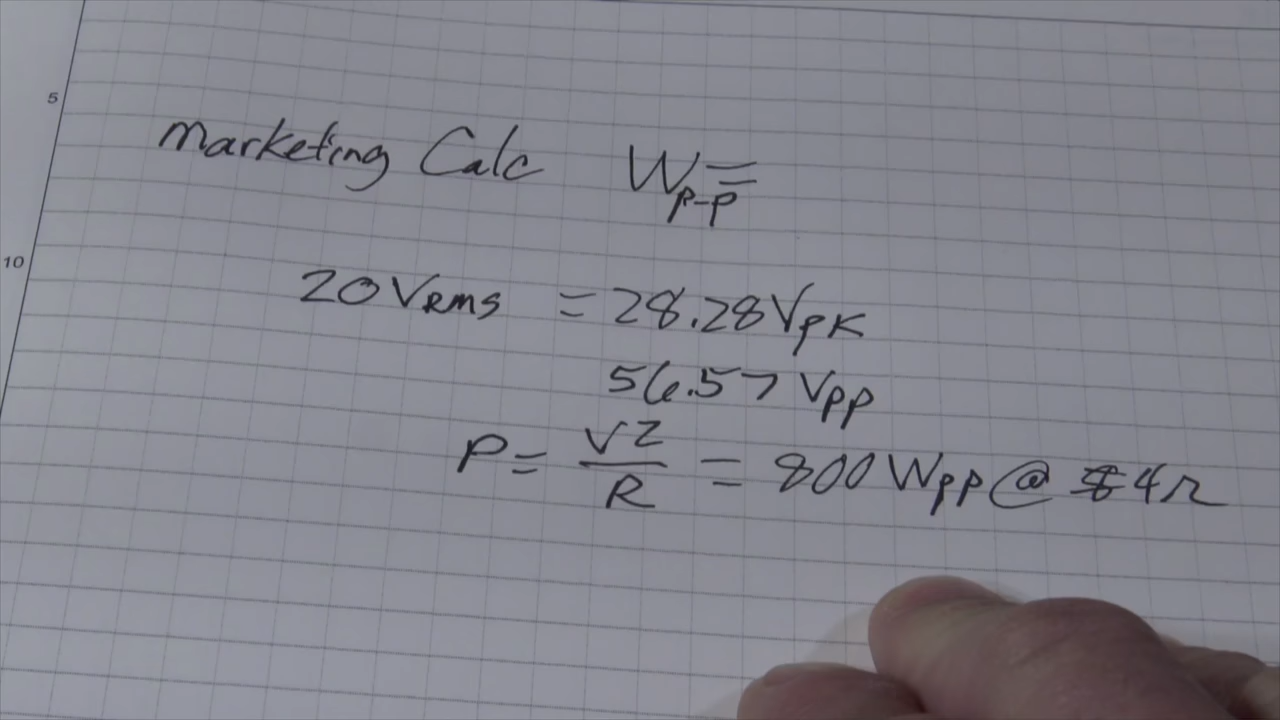 5
Marketing Calc Wp-p
10
20 VRMS = 28.28 Vpk
56.57 Vpp
P = V2/R = 800 Wpp @ 4Ω